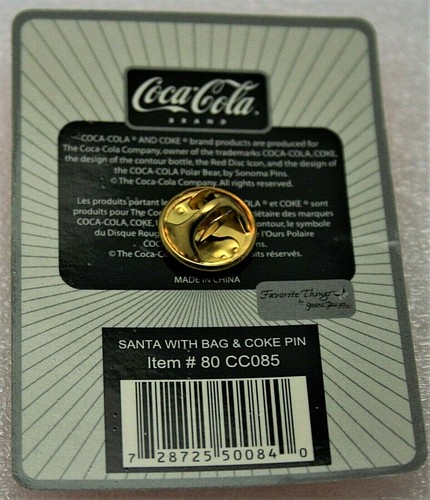 Coca-Cola
BRAND
COCA-COLA ® AND COKE ® brand products are produced for
The Coca-Cola Company, owner of the trademarks COCA-COLA, COKE,
the design of the contour bottle, the Red Disc Icon, and the design of
the COCA-COLA Polar Bear, by Sonoma Pins.
© The Coca-Cola Company. All rights reserved.
Les produits portant le ® et COKE ® sont
produits pour The Co des marques
COCA-COLA, COKE, contour, le symbole
du Disque l'Ours Polaire
© The Coca réservés.
MADE IN CHINA
Favorite Things
by
SANTA WITH BAG & COKE PIN
Item # 80 CC085
7 28725 50084 0